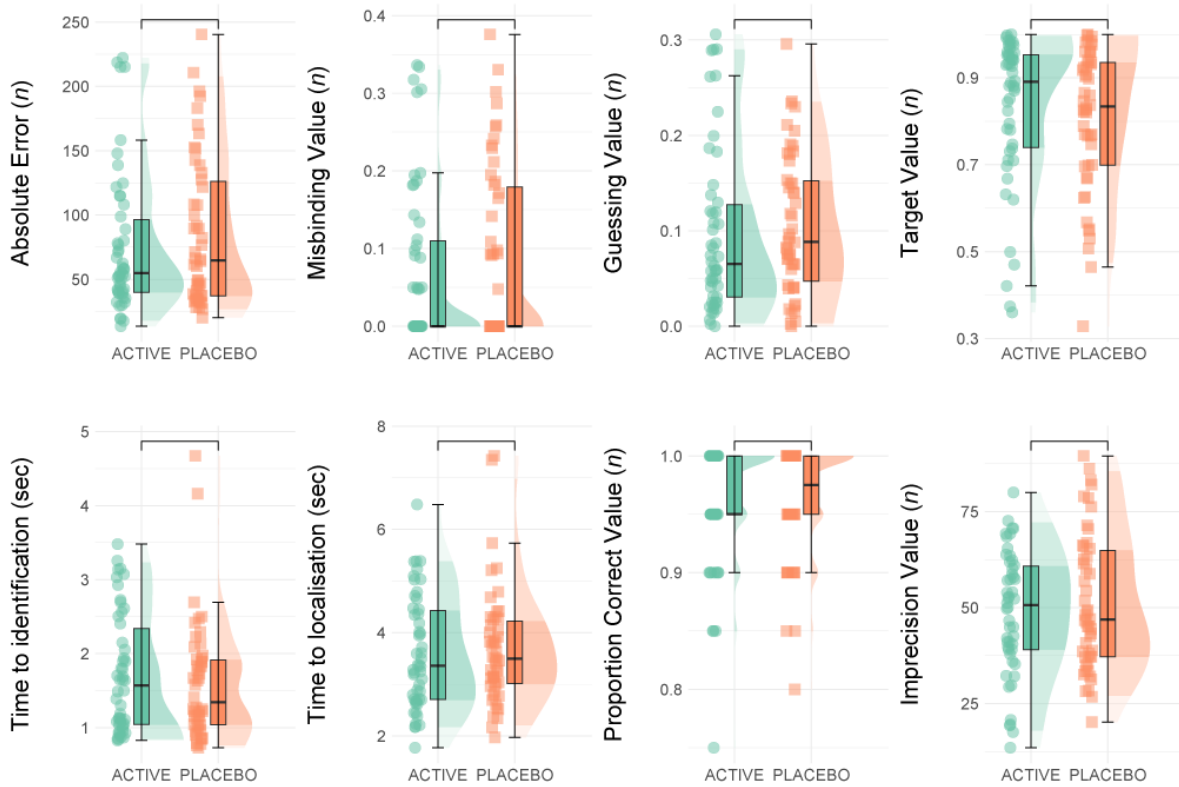 Absolute Error (n)
250
200
150
100
50
ACTIVE PLACEBO
Misbinding Value (n)
0.4
0.3
0.2
0.1
0.0
ACTIVE PLACEBO
Guessing Value (n)
0.3
0.2
0.1
0.0
ACTIVE PLACEBO
Target Value (n)
0.9
0.7
0.5
0.3
ACTIVE PLACEBO
Time to identification (sec)
5
4
3
2
1
ACTIVE PLACEBO
Time to localisation (sec)
8
6
4
2
ACTIVE PLACEBO
Proportion Correct Value (n)
1.0
0.9
0.8
ACTIVE PLACEBO
Imprecision Value (n)
75
50
25
ACTIVE PLACEBO